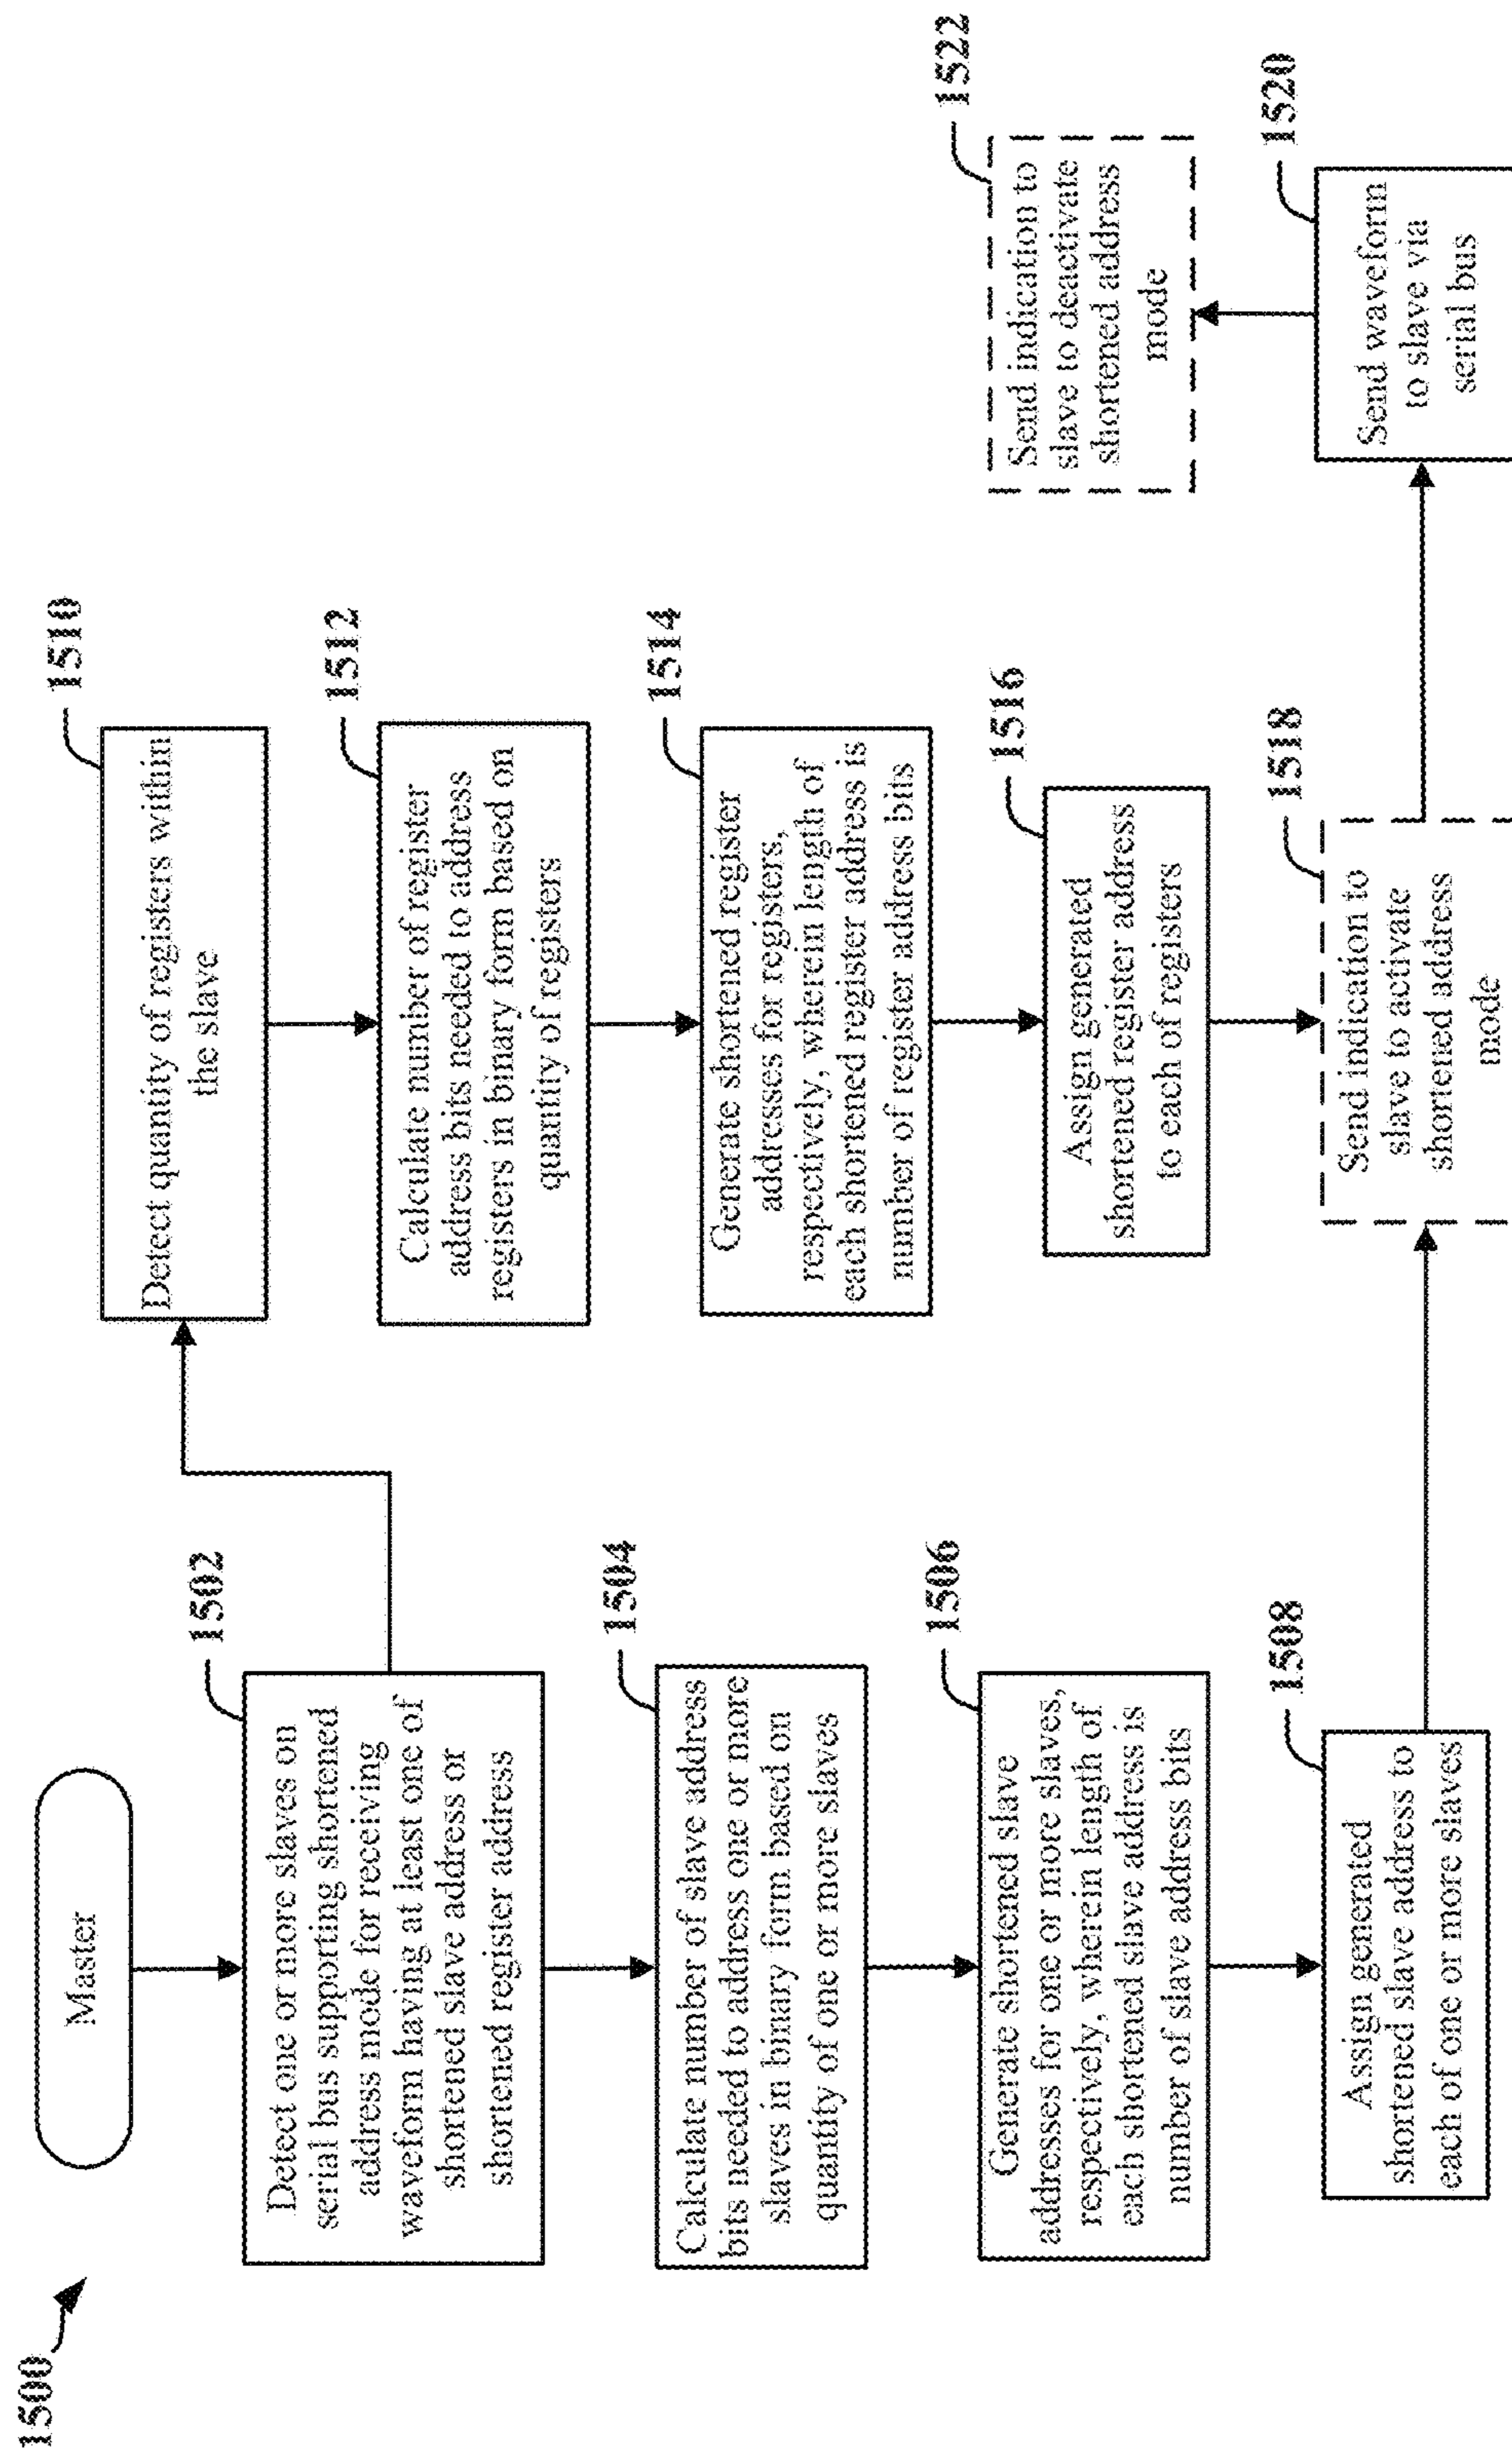 1500
Master
1502
Detect one or more slaves on
serial bus supporting shortened
address mode for receiving
waveform having at least one of
shortened slave address or
shortened register address
1504
Calculate number of slave address
bits needed to address one or more
slaves in binary form based on
quantity of one or more slaves
1506
Generate shortened slave
addresses for one or more slaves,
respectively, wherein length of
each shortened slave address is
number of slave address bits
1508
Assign generated
shortened slave address to
each of one or more slaves
1510
Detect quantity of registers within
the slave
1512
Calculate number of register
address bits needed to address
registers in binary form based on
quantity of registers
1514
Generate shortened register
addresses for registers,
respectively, wherein length of
each shortened register address is
number of register address bits
1516
Assign generated
shortened register address
to each of registers
1518
Send indication to
slave to activate
shortened address
mode
1522
Send indication to
slave to deactivate
shortened address
mode
1520
Send waveform
to slave via
serial bus